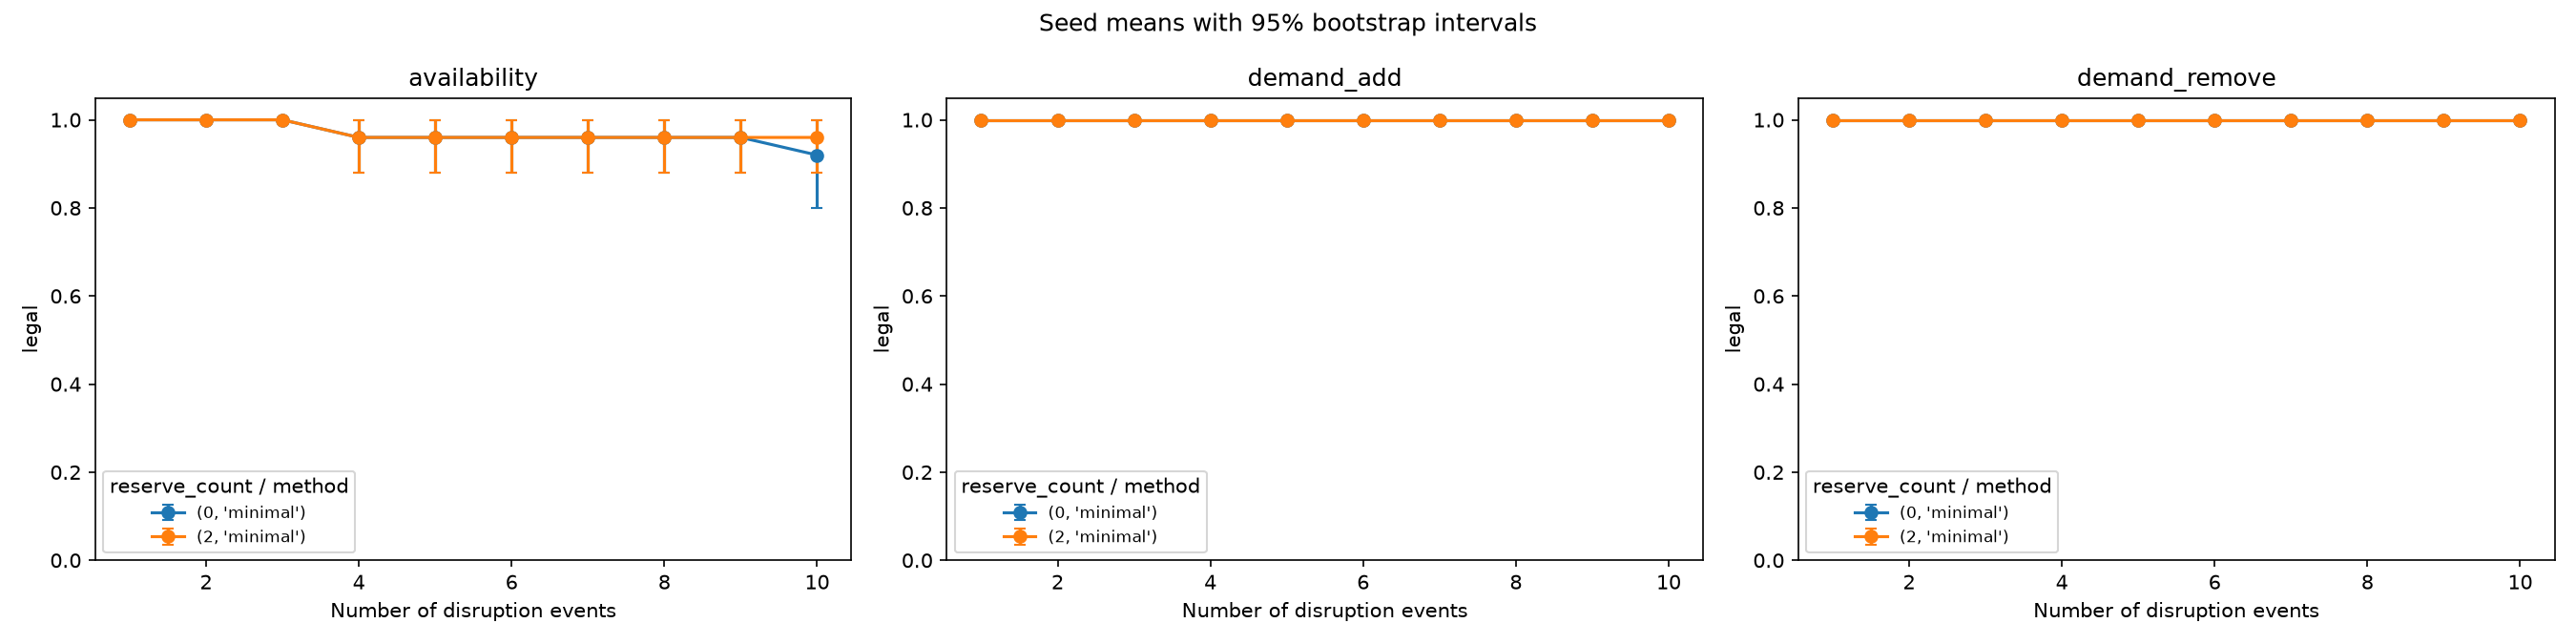 Seed means with 95% bootstrap intervals
availability
legal
1.0
0.8
0.6
0.4
0.2
0.0
reserve_count / method
(0, 'minimal')
(2, 'minimal')
2 4 6 8 10
Number of disruption events
demand_add
legal
1.0
0.8
0.6
0.4
0.2
0.0
reserve_count / method
(0, 'minimal')
(2, 'minimal')
2 4 6 8 10
Number of disruption events
demand_remove
legal
1.0
0.8
0.6
0.4
0.2
0.0
reserve_count / method
(0, 'minimal')
(2, 'minimal')
2 4 6 8 10
Number of disruption events